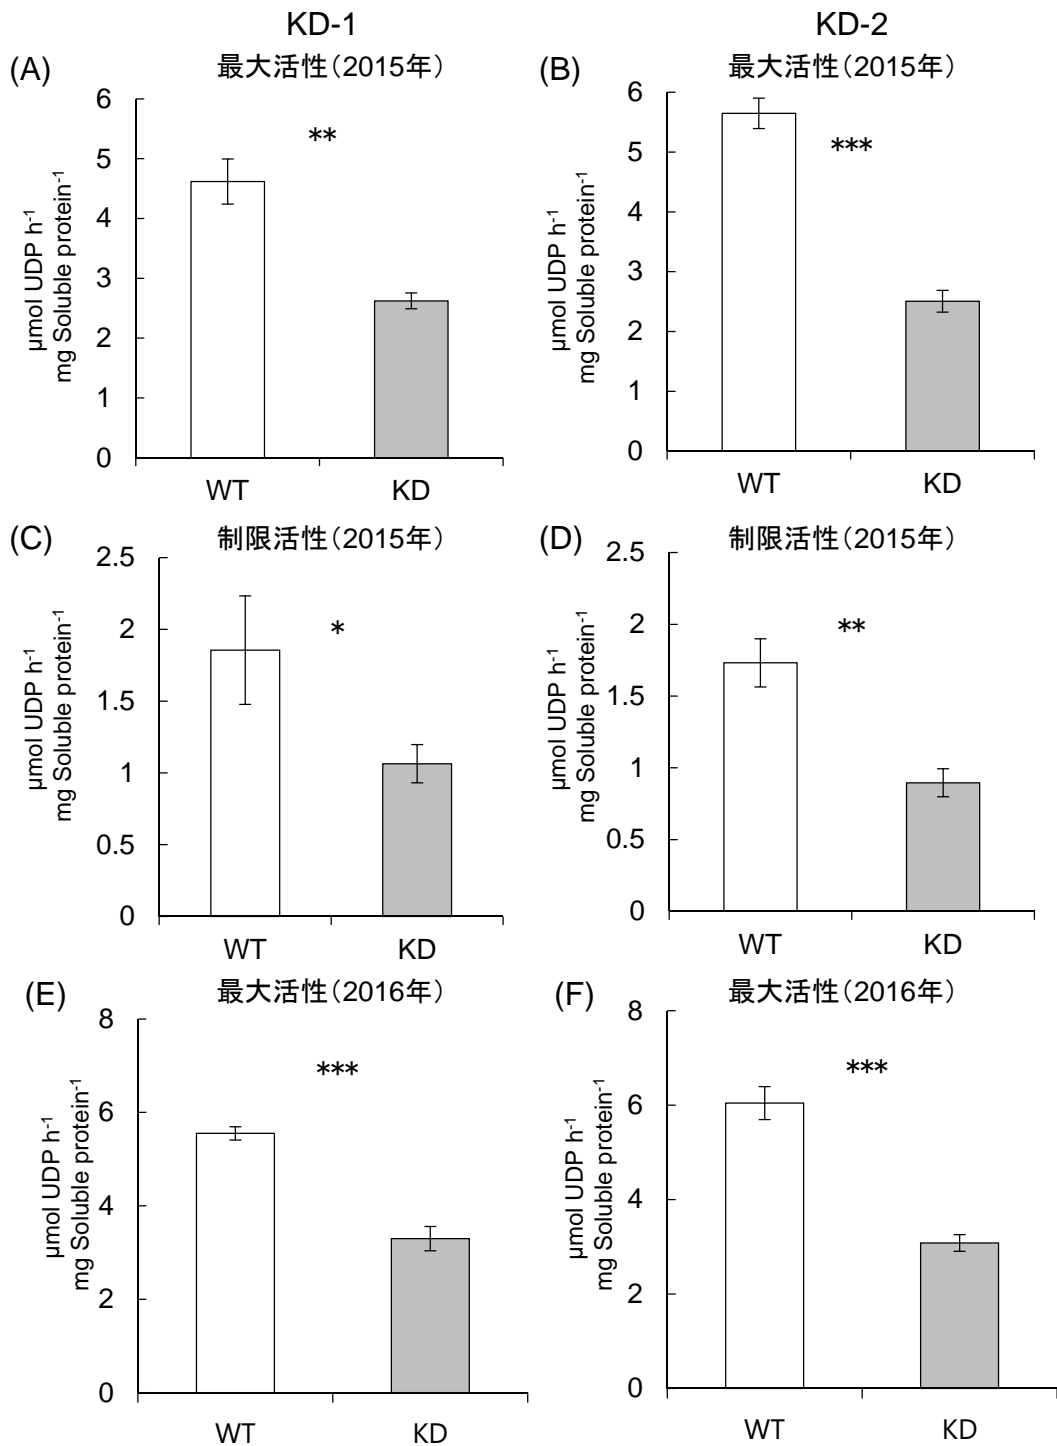 KD-1 KD-2
(A) 最大活性(2015年) (B) 最大活性(2015年)
μmol UDP h-1
mg Soluble protein-1
6
5
4
3
2
1
0
**
WT KD
μmol UDP h-1
mg Soluble protein-1
6
5
4
3
2
1
0
***
WT KD
(C) 制限活性(2015年) (D) 制限活性(2015年)
μmol UDP h-1
mg Soluble protein-1
2.5
2
1.5
1
0.5
0
*
WT KD
μmol UDP h-1
mg Soluble protein-1
2.5
2
1.5
1
0.5
0
**
WT KD
(E) 最大活性(2016年) (F) 最大活性(2016年)
μmol UDP h-1
mg Soluble protein-1
8
6
4
2
0
***
WT KD
μmol UDP h-1
mg Soluble protein-1
8
6
4
2
0
***
WT KD